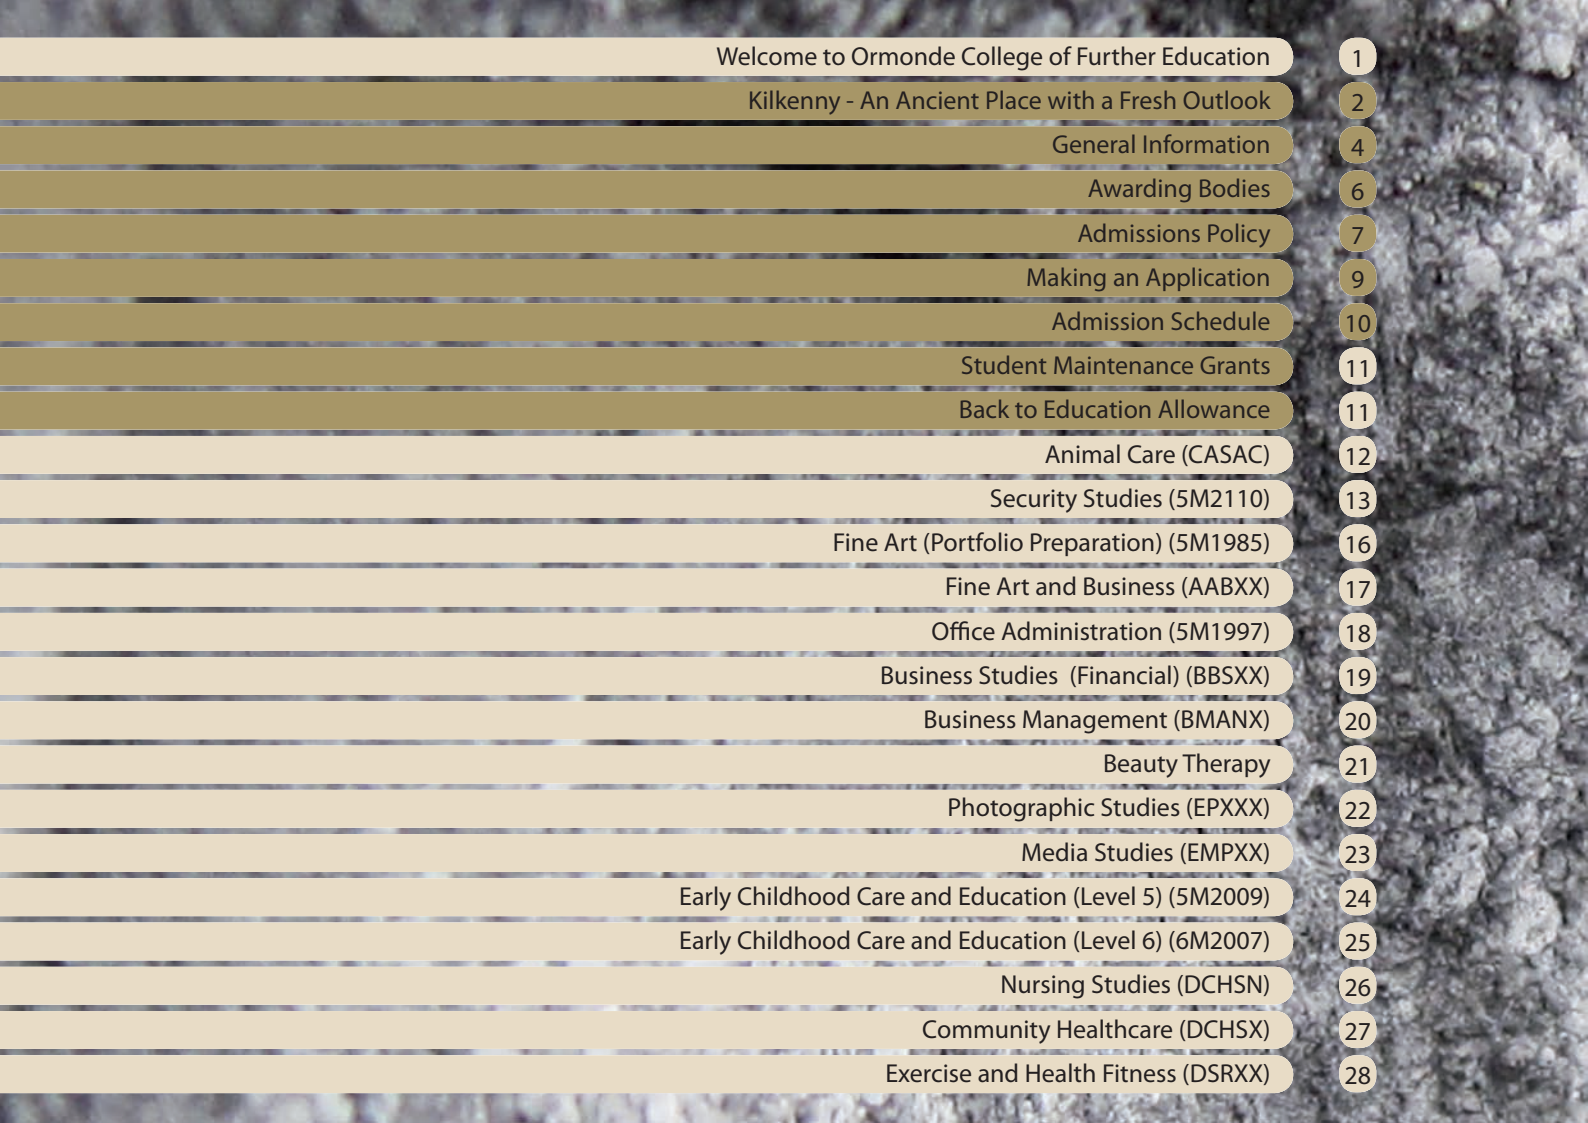 Welcome to Ormonde College of Further Education 1
Kilkenny - An Ancient Place with a Fresh Outlook 2
General Information 4
Awarding Bodies 6
Admissions Policy 7
Making an Application 9
Admission Schedule 10
Student Maintenance Grants 11
Back to Education Allowance 11
Animal Care (CASAC) 12
Security Studies (5M2110) 13
Fine Art (Portfolio Preparation) (5M1985) 16
Fine Art and Business (AABXX) 17
Office Administration (5M1997) 18
Business Studies  (Financial) (BBSXX) 19
Business Management (BMANX) 20
Beauty Therapy 21
Photographic Studies (EPXXX) 22
Media Studies (EMPXX) 23
Early Childhood Care and Education (Level 5) (5M2009) 24
Early Childhood Care and Education (Level 6) (6M2007) 25
Nursing Studies (DCHSN) 26
Community Healthcare (DCHSX) 27
Exercise and Health Fitness (DSRXX) 28